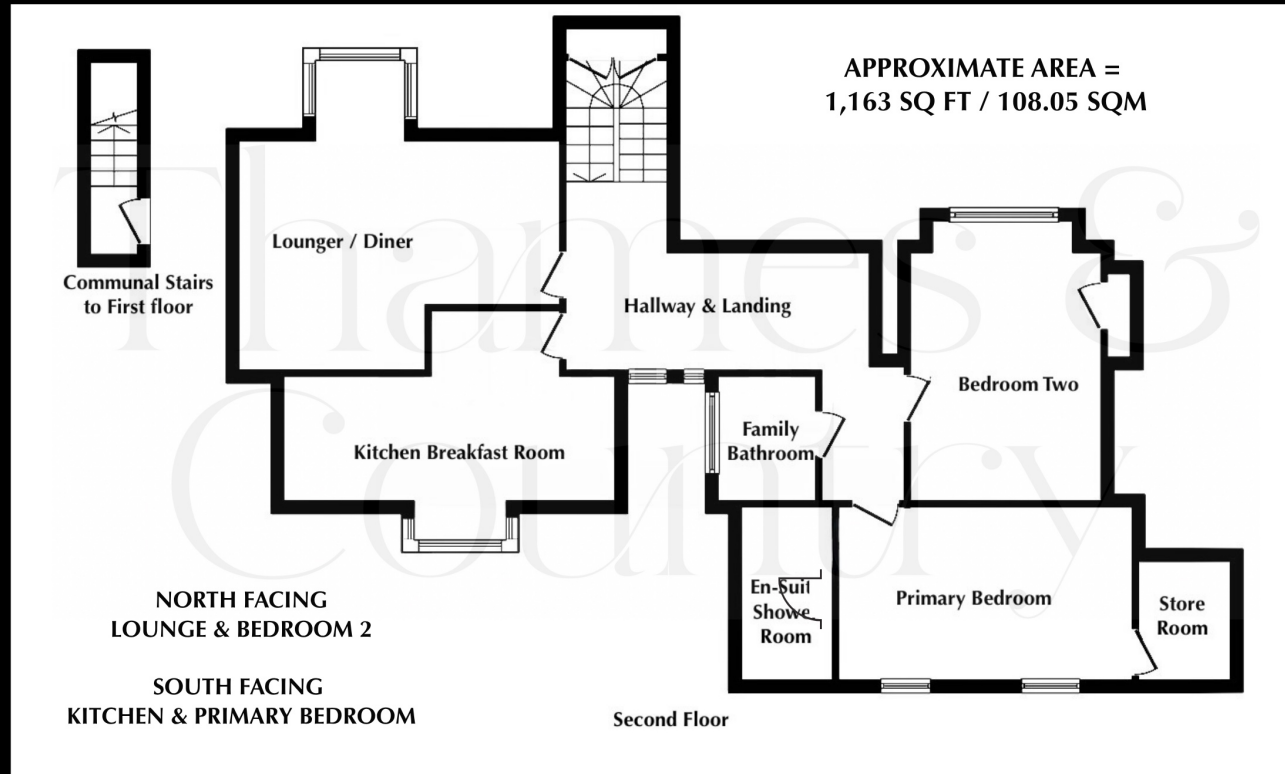 APPROXIMATE AREA =
1,163 SQ FT / 108.05 SQM
Lounger / Diner
Communal Stairs
to First floor
Hallway & Landing
Bedroom Two
Kitchen Breakfast Room
Family
Bathroom
En-Suit
Showe
Room
Primary Bedroom
Store
Room
NORTH FACING
LOUNGE & BEDROOM 2
SOUTH FACING
KITCHEN & PRIMARY BEDROOM
Second Floor
Thames &
Country